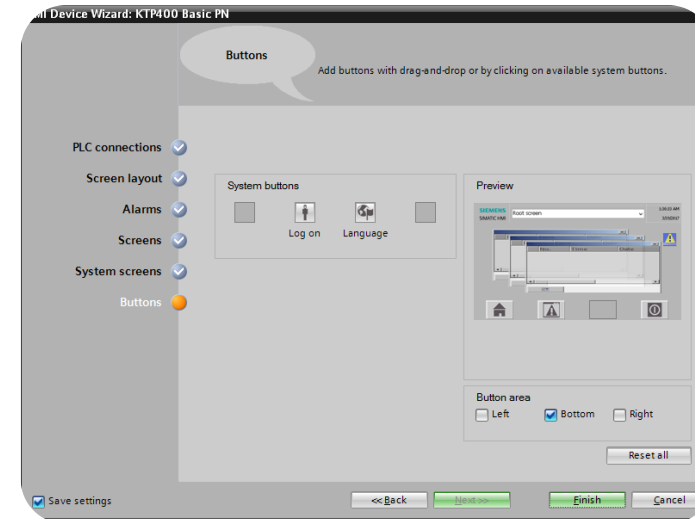 MI Device Wizard: KTP400 Basic PN
Buttons
Add buttons with drag-and-drop or by clicking on available system buttons.
PLC connections
Screen layout
Alarms
Screens
System screens
Buttons
System buttons
Log on
Language
Preview
SIEMENS
SIMATIC HMI
Root screen
Button area
Left
Bottom
Right
Reset all
Save settings
<< Back
Next >>
Finish
Cancel